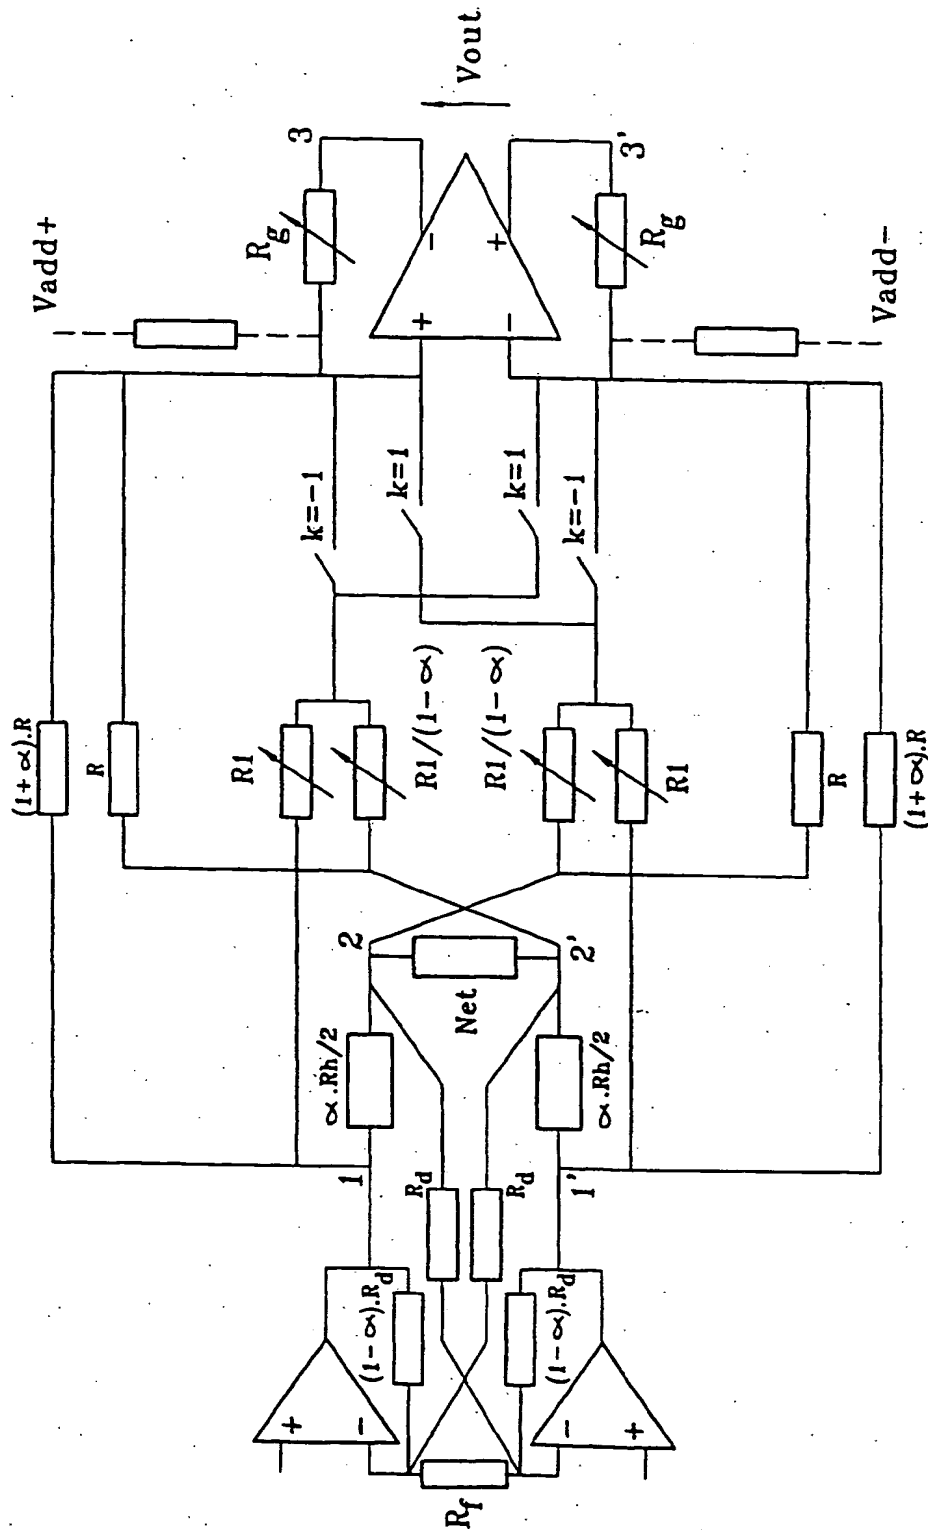 Vadd+
Vadd−
Vout
3
3'
Rg
Rg
+
−
−
+
k=−1
k=1
k=1
k=−1
(1+α).R
R
R1
R1/(1−α)
R1/(1−α)
R1
R
(1+α).R
2
2'
Net
α.Rh/2
α.Rh/2
1
1'
Rd
Rd
(1−α).Rd
(1−α).Rd
+
−
−
+
Rf